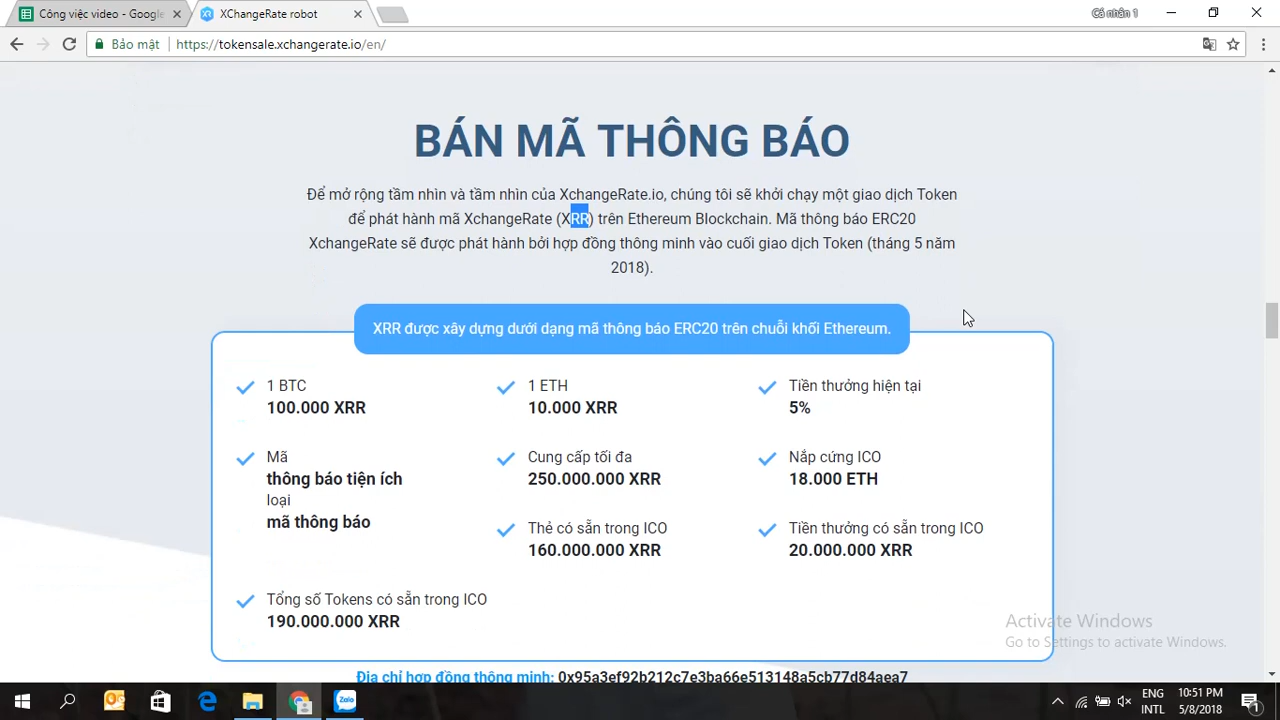 Công việc video - Google
XChangeRate robot
Cá nhân 1
Bảo mật
https://tokensale.xchangerate.io/en/
BÁN MÃ THÔNG BÁO
Để mở rộng tầm nhìn và tầm nhìn của XchangeRate.io, chúng tôi sẽ khởi chạy một giao dịch Token
để phát hành mã XchangeRate (XRR) trên Ethereum Blockchain. Mã thông báo ERC20
XchangeRate sẽ được phát hành bởi hợp đồng thông minh vào cuối giao dịch Token (tháng 5 năm
2018).
XRR được xây dựng dưới dạng mã thông báo ERC20 trên chuỗi khối Ethereum.
1 BTC
100.000 XRR
1 ETH
10.000 XRR
Tiền thưởng hiện tại
5%
Mã
thông báo tiện ích
loại
mã thông báo
Cung cấp tối đa
250.000.000 XRR
Nắp cứng ICO
18.000 ETH
Thẻ có sẵn trong ICO
160.000.000 XRR
Tiền thưởng có sẵn trong ICO
20.000.000 XRR
Tổng số Tokens có sẵn trong ICO
190.000.000 XRR
Activate Windows
Go to Settings to activate Windows.
Địa chỉ hợp đồng thông minh: 0x95a3ef92b212c7e3ba66e513148a5cb77d84aea7
Zalo
ENG
INTL
10:51 PM
5/8/2018
1